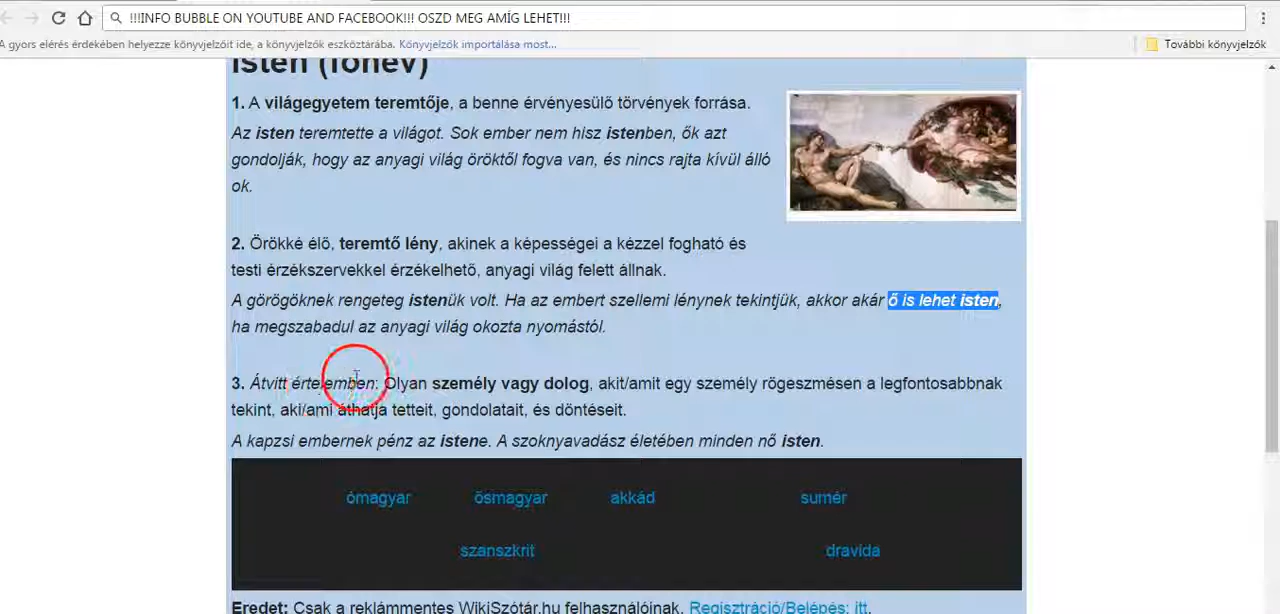 !!!INFO BUBBLE ON YOUTUBE AND FACEBOOK!!! OSZD MEG AMÍG LEHET!!!
A gyors elérés érdekében helyezze könyvjelzőit ide, a könyvjelzők eszköztárába. Könyvjelzők importálása most... További könyvjelzők
isten (főnév)
1. A világegyetem teremtője, a benne érvényesülő törvények forrása.
Az isten teremtette a világot. Sok ember nem hisz istenben, ők azt
gondolják, hogy az anyagi világ öröktől fogva van, és nincs rajta kívül álló
ok.
2. Örökké élő, teremtő lény, akinek a képességei a kézzel fogható és
testi érzékszervekkel érzékelhető, anyagi világ felett állnak.
A görögöknek rengeteg istenük volt. Ha az embert szellemi lénynek tekintjük, akkor akár ő is lehet isten,
ha megszabadul az anyagi világ okozta nyomástól.
3. Átvitt értelemben: Olyan személy vagy dolog, akit/amit egy személy rögeszmésen a legfontosabbnak
tekint, aki/ami áthatja tetteit, gondolatait, és döntéseit.
A kapzsi embernek pénz az istene. A szoknyavadász életében minden nő isten.
ómagyar ősmagyar akkád sumér
szanszkrit dravida
Eredet: Csak a reklámmentes WikiSzótár.hu felhasználóinak. Regisztráció/Belépés: itt.